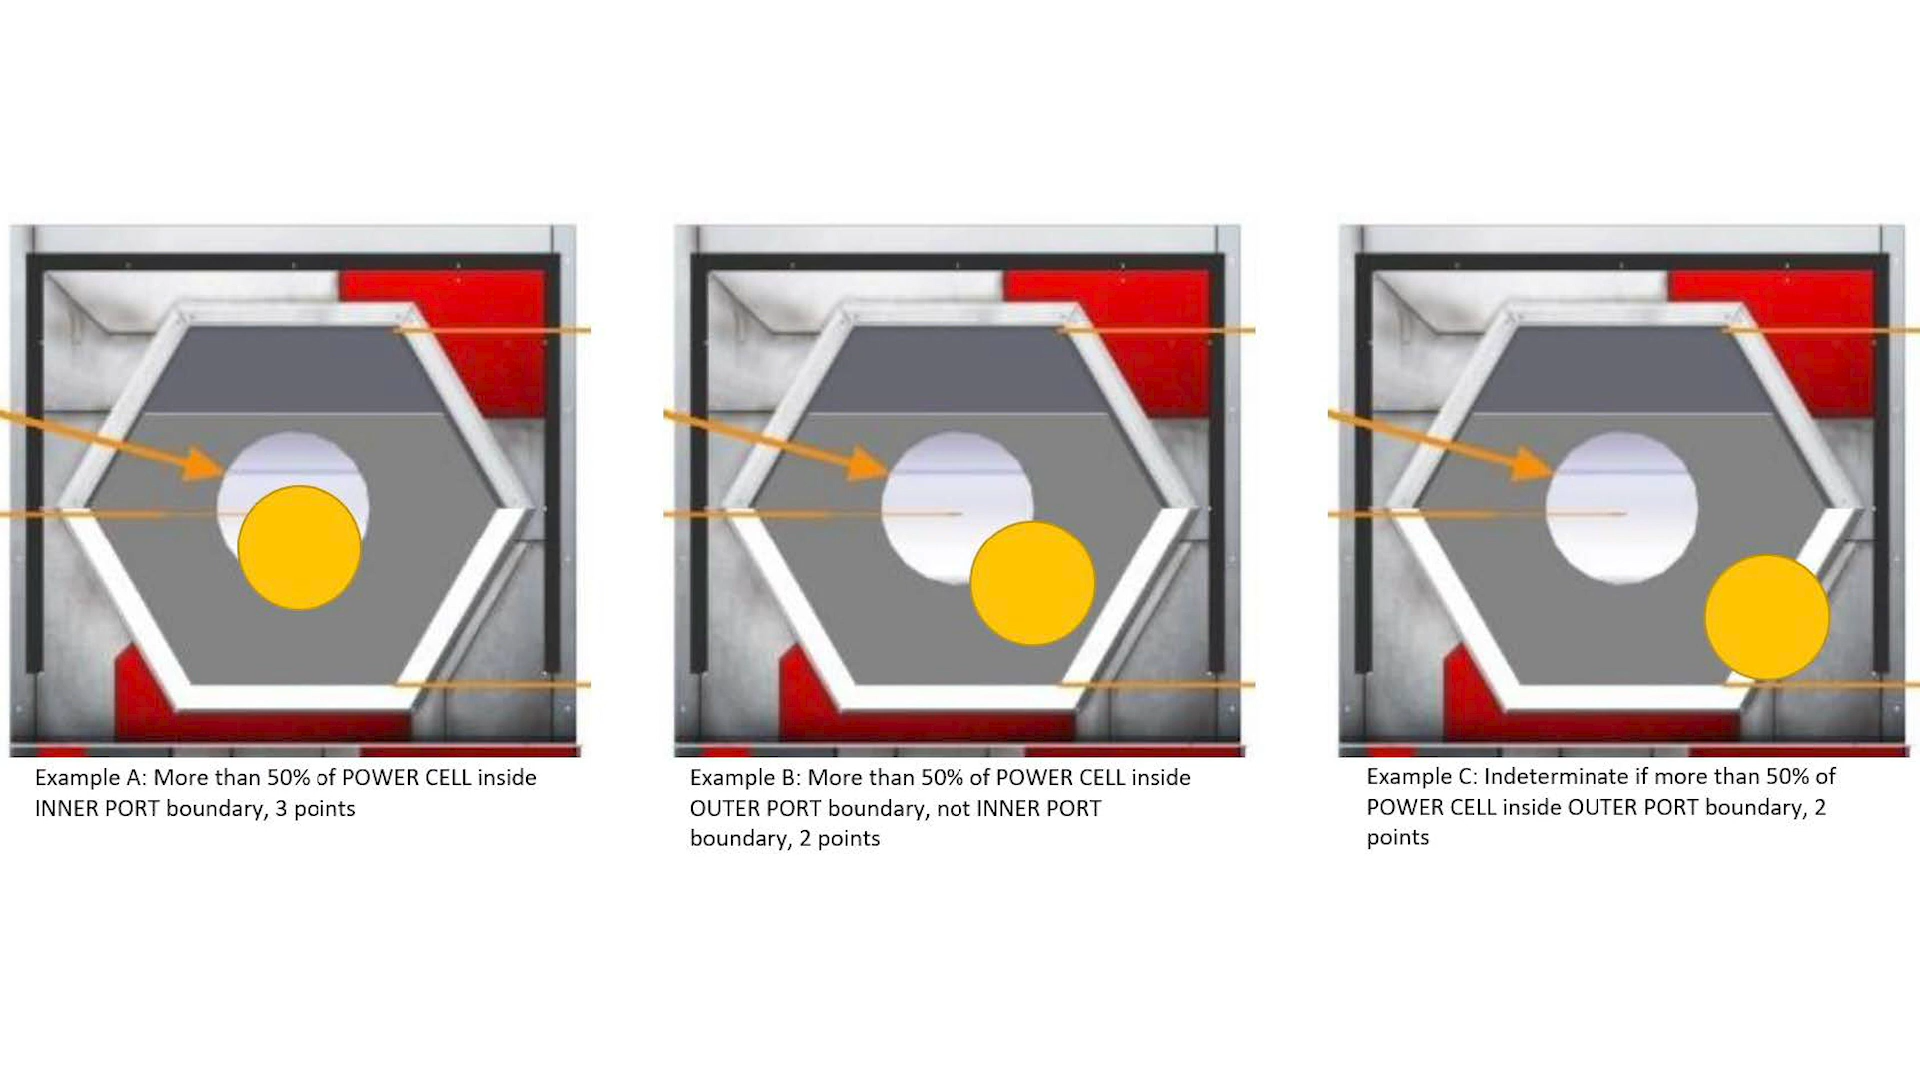 Example A: More than 50% of POWER CELL inside
INNER PORT boundary, 3 points
Example B: More than 50% of POWER CELL inside
OUTER PORT boundary, not INNER PORT
boundary, 2 points
Example C: Indeterminate if more than 50% of
POWER CELL inside OUTER PORT boundary, 2
points